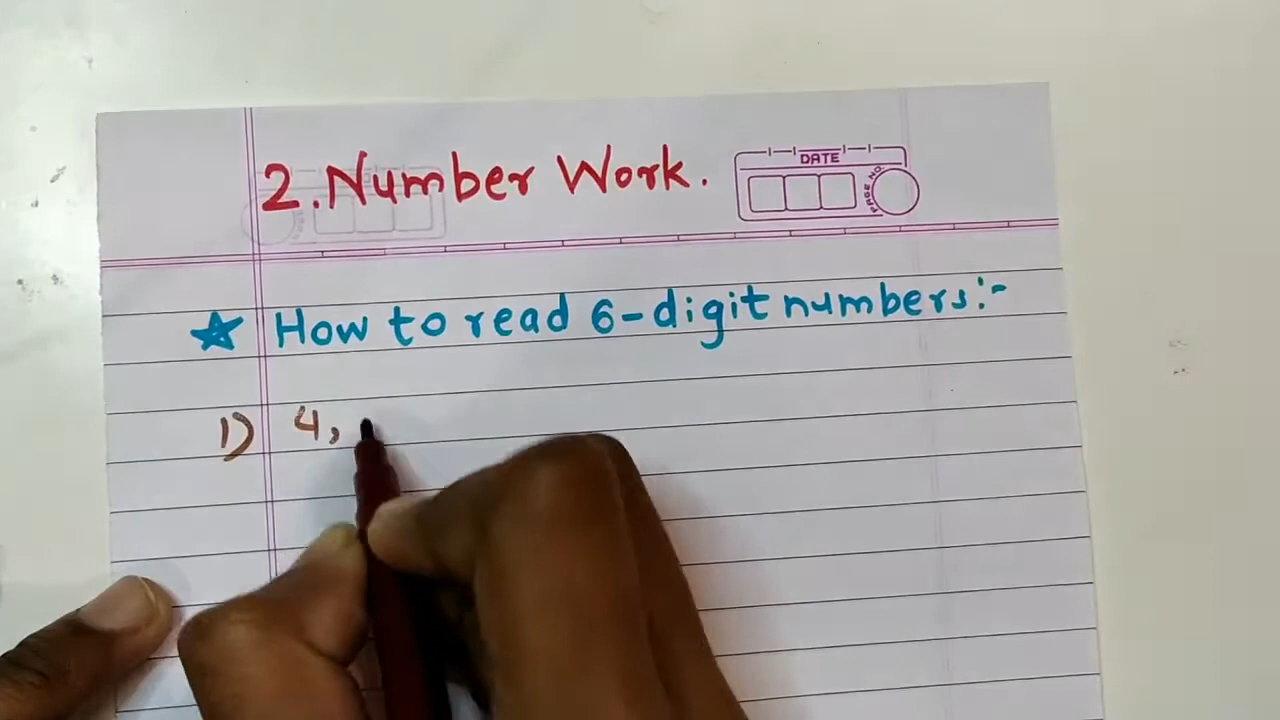 2. Number Work.
DATE
PAGE NO.
☆ How to read 6-digit numbers:-
1) 4,